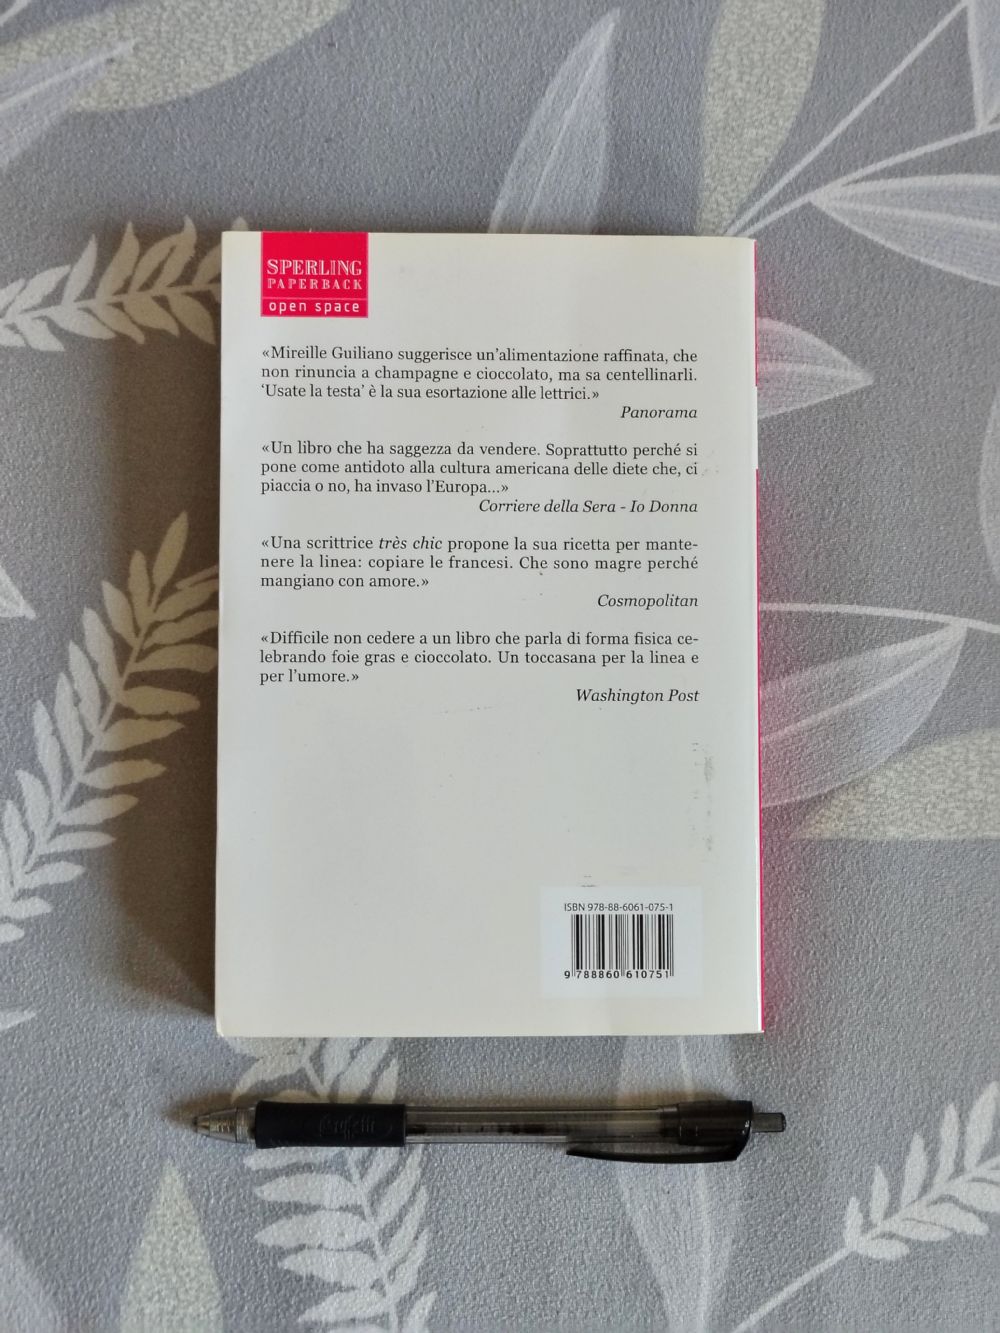 SPERLING
PAPERBACK
open space
«Mireille Guiliano suggerisce un'alimentazione raffinata, che
non rinuncia a champagne e cioccolato, ma sa centellinarli.
‘Usate la testa’ è la sua esortazione alle lettrici.»
Panorama
«Un libro che ha saggezza da vendere. Soprattutto perché si
pone come antidoto alla cultura americana delle diete che, ci
piaccia o no, ha invaso l'Europa...»
Corriere della Sera - Io Donna
«Una scrittrice très chic propone la sua ricetta per mante-
nere la linea: copiare le francesi. Che sono magre perché
mangiano con amore.»
Cosmopolitan
«Difficile non cedere a un libro che parla di forma fisica ce-
lebrando foie gras e cioccolato. Un toccasana per la linea e
per l'umore.»
Washington Post
ISBN 978-88-6061-075-1
9 788860 610751